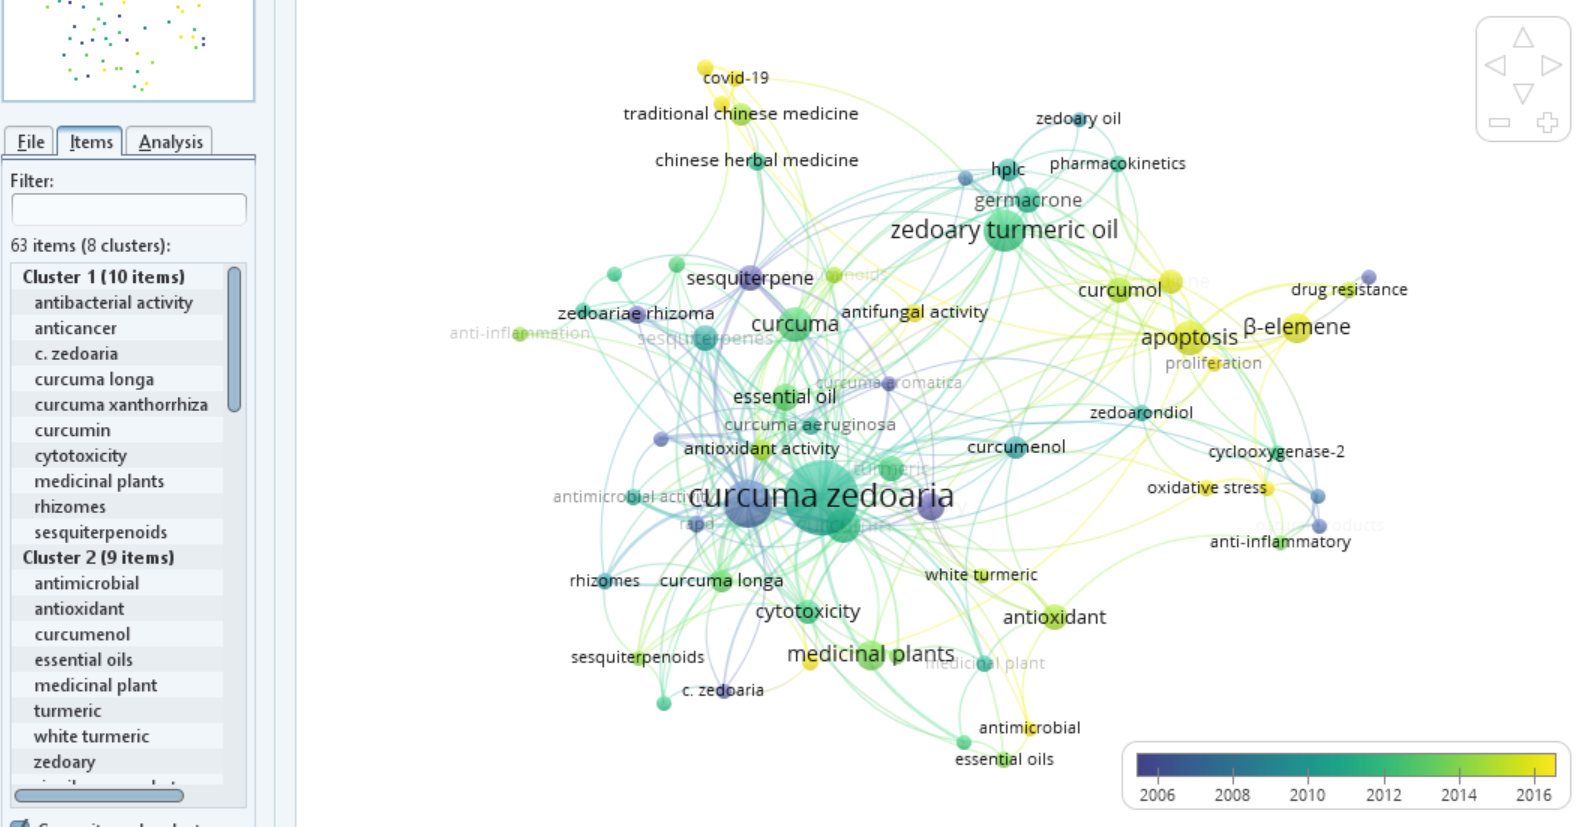 File Items Analysis
Filter:
63 items (8 clusters):
Cluster 1 (10 items)
antibacterial activity
anticancer
c. zedoaria
curcuma longa
curcuma xanthorrhiza
curcumin
cytotoxicity
medicinal plants
rhizomes
sesquiterpenoids
Cluster 2 (9 items)
antimicrobial
antioxidant
curcumenol
essential oils
medicinal plant
turmeric
white turmeric
zedoary
covid-19
traditional chinese medicine
zedoary oil
chinese herbal medicine
hplc
pharmacokinetics
germacrone
zedoary turmeric oil
sesquiterpene
curcumol
drug resistance
zedoariae rhizoma
curcuma
antifungal activity
anti-inflammation
sesquiterpenes
apoptosis
β-elemene
proliferation
curcuma aromatica
essential oil
zedoarondiol
curcuma aeruginosa
antioxidant activity
curcumenol
cyclooxygenase-2
turmeric
oxidative stress
antimicrobial activity
curcuma zedoaria
rapd
natural products
anti-inflammatory
rhizomes
curcuma longa
white turmeric
cytotoxicity
antioxidant
sesquiterpenoids
medicinal plants
medicinal plant
c. zedoaria
antimicrobial
essential oils
2006 2008 2010 2012 2014 2016